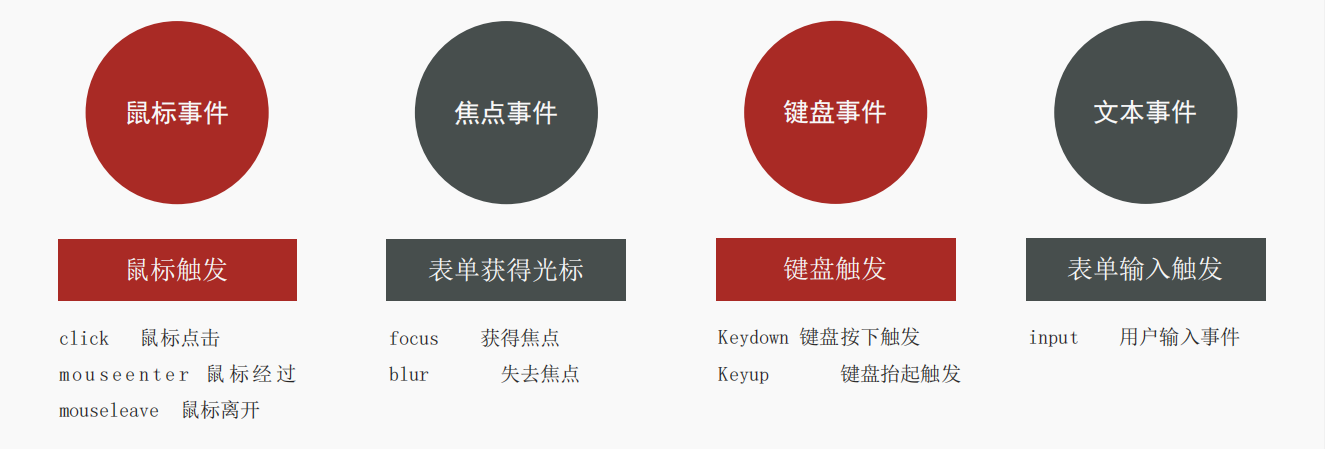 鼠标事件
焦点事件
键盘事件
文本事件
鼠标触发
表单获得光标
键盘触发
表单输入触发
click 鼠标点击
mouseenter 鼠标经过
mouseleave 鼠标离开
focus 获得焦点
blur 失去焦点
Keydown 键盘按下触发
Keyup 键盘抬起触发
input 用户输入事件